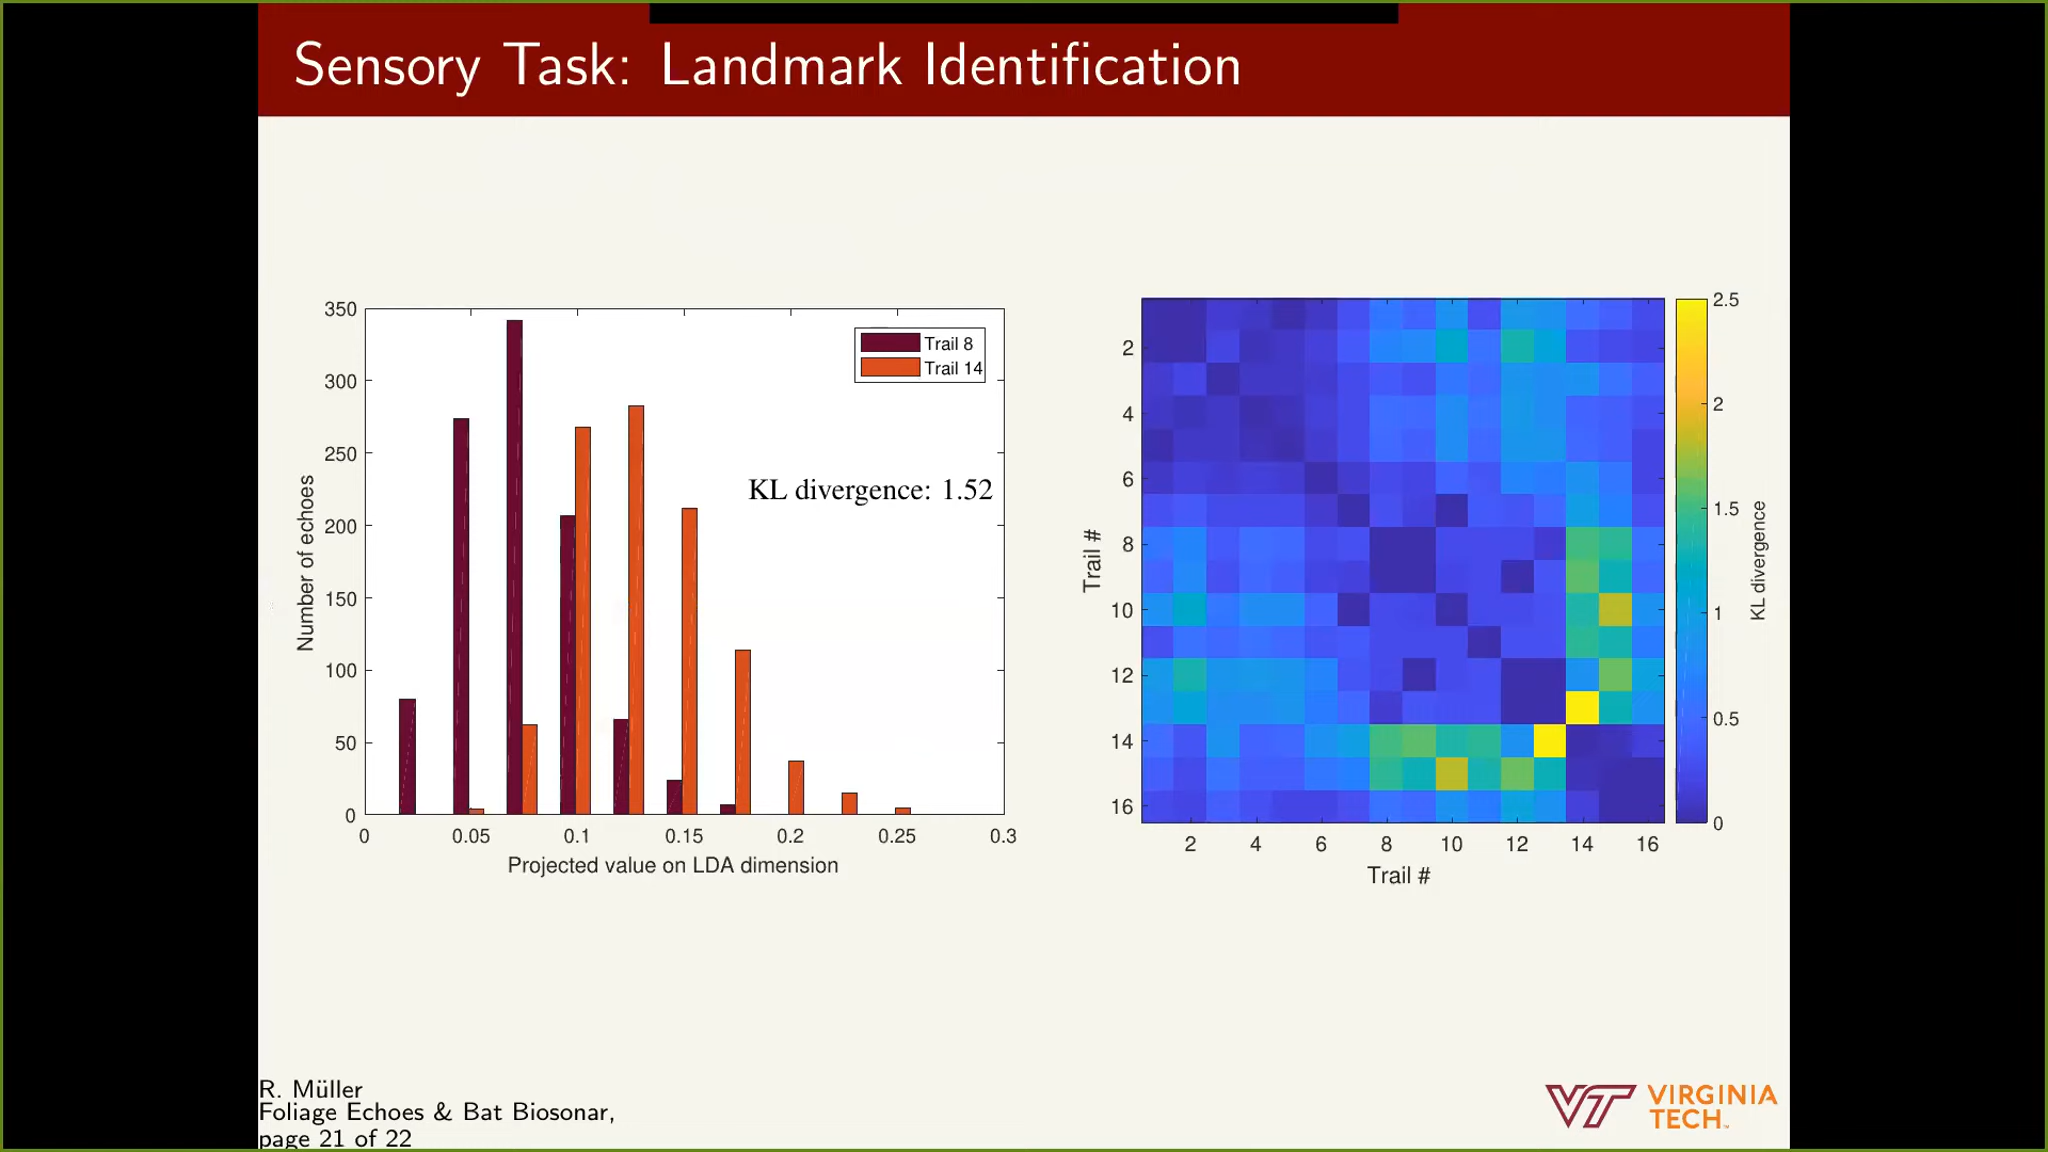 Sensory Task: Landmark Identification
350
300
250
200
150
100
50
0
Number of echoes
0 0.05 0.1 0.15 0.2 0.25 0.3
Projected value on LDA dimension
Trail 8
Trail 14
KL divergence: 1.52
2
4
6
8
10
12
14
16
Trail #
2 4 6 8 10 12 14 16
Trail #
2.5
2
1.5
1
0.5
0
KL divergence
R. Müller
Foliage Echoes & Bat Biosonar,
page 21 of 22
VT VIRGINIA
TECH™